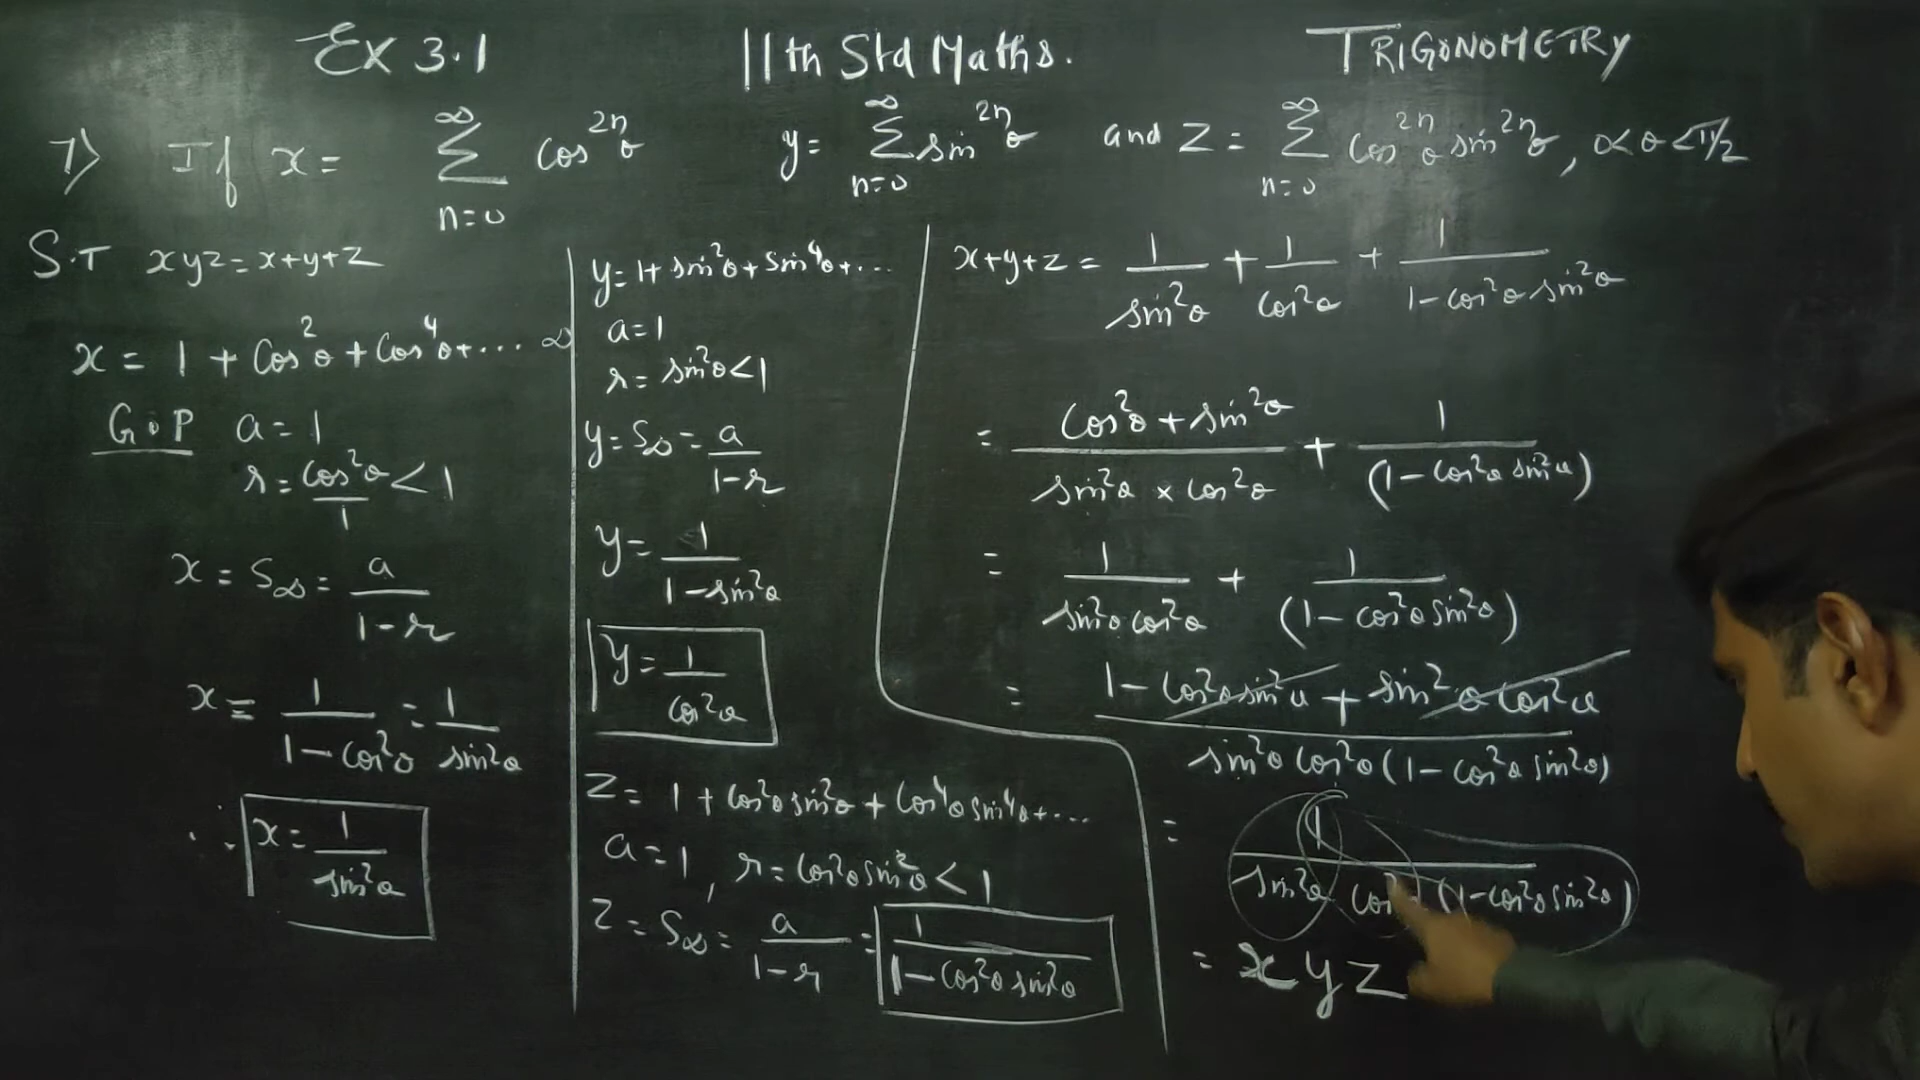 Ex 3.1 11th Std Maths. TRIGONOMETRY
7) If x = ∞ Σ n=0 cos^2n θ y = ∞ Σ n=0 sin^2n θ and Z = ∞ Σ n=0 cos^2n θ sin^2n θ, 0<θ<π/2
S.T xyz = x+y+z
x = 1 + cos²θ + cos⁴θ + ... ∞
G.P a = 1
r = cos²θ/1 < 1
x = S∞ = a/(1-r)
x = 1/(1-cos²θ) = 1/sin²θ
∴ x = 1/sin²θ
y = 1 + sin²θ + sin⁴θ + ...
a = 1
r = sin²θ < 1
y = S∞ = a/(1-r)
y = 1/(1-sin²θ)
y = 1/cos²θ
Z = 1 + cos²θ sin²θ + cos⁴θ sin⁴θ + ...
a = 1, r = cos²θ sin²θ < 1
Z = S∞ = a/(1-r) = 1/(1-cos²θ sin²θ)
x+y+z = 1/sin²θ + 1/cos²θ + 1/(1-cos²θ sin²θ)
= (cos²θ + sin²θ)/(sin²θ × cos²θ) + 1/(1-cos²θ sin²θ)
= 1/(sin²θ cos²θ) + 1/(1-cos²θ sin²θ)
= (1 - cos²θ sin²θ + sin²θ cos²θ)/(sin²θ cos²θ (1-cos²θ sin²θ))
= 1/(sin²θ cos² (1-cos²θ sin²θ))
= x y z